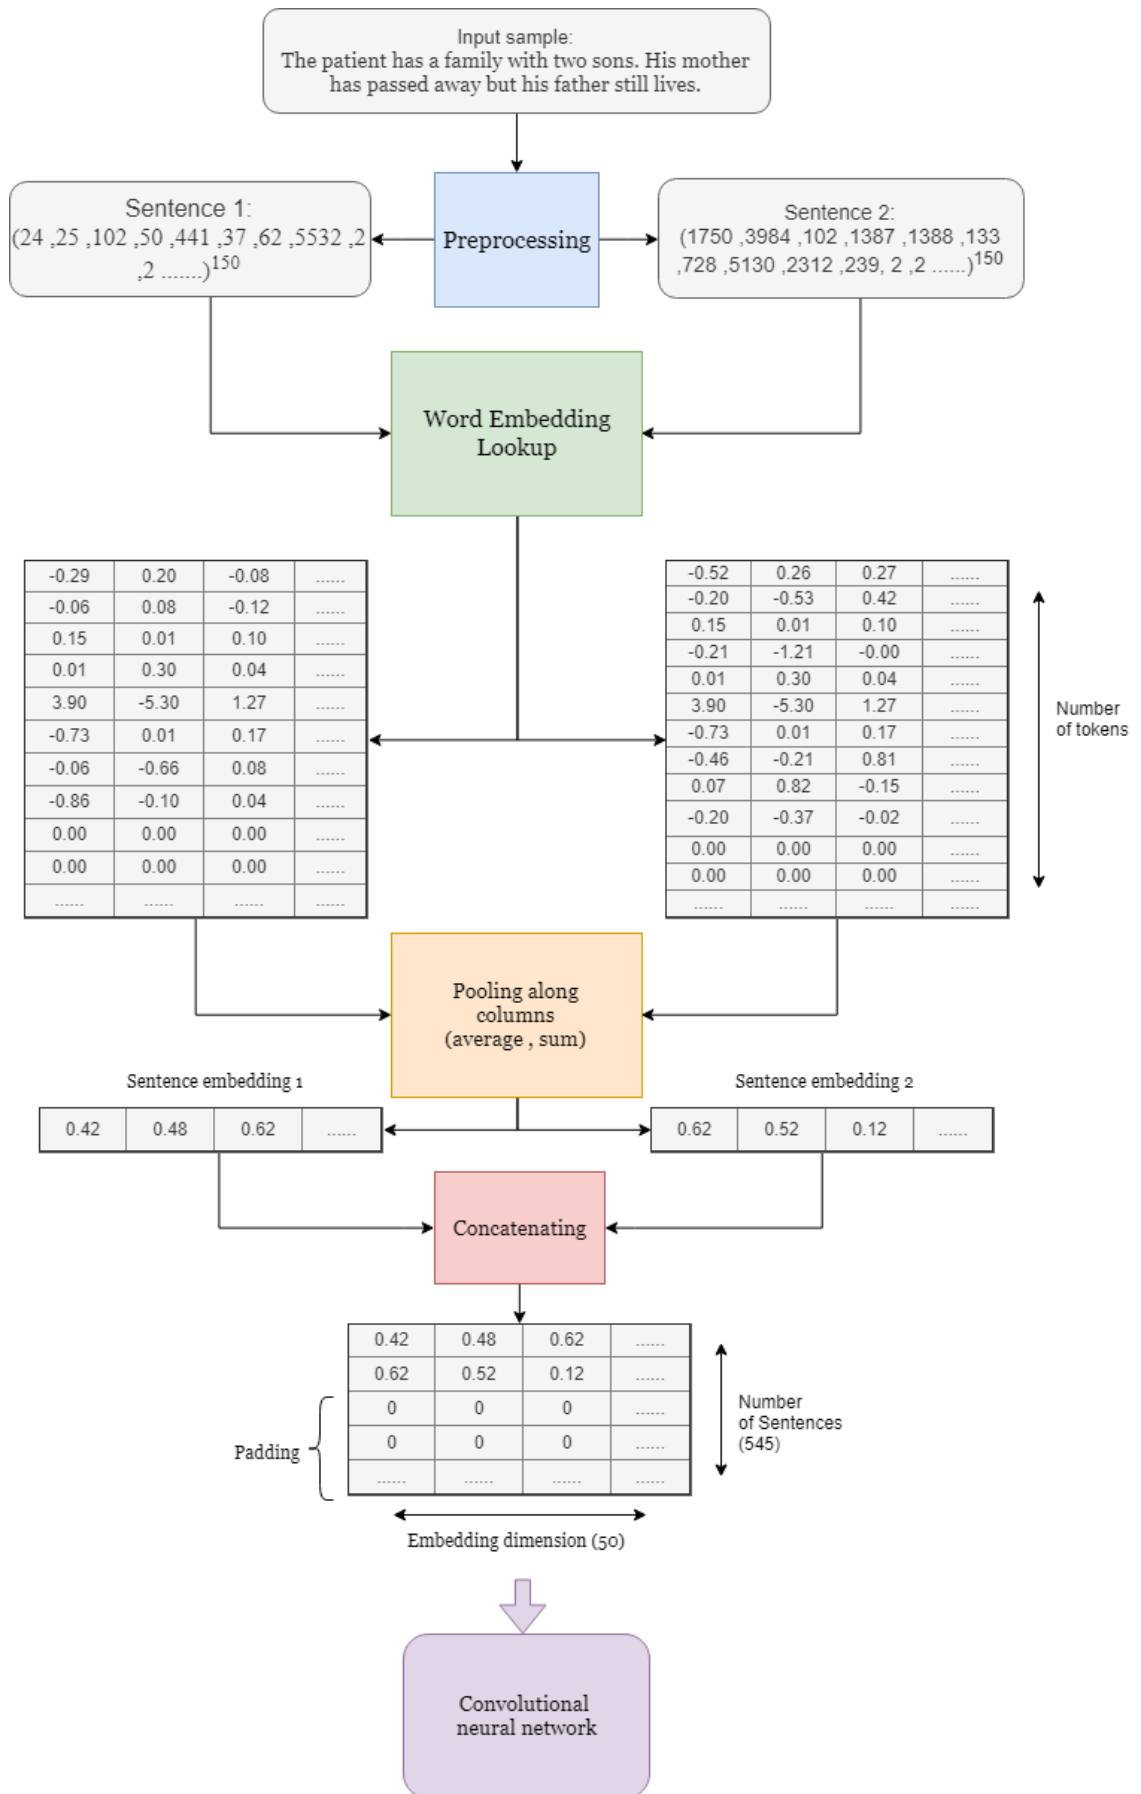 Input sample:
The patient has a family with two sons. His mother
has passed away but his father still lives.
Sentence 1:
(24 ,25 ,102 ,50 ,441 ,37 ,62 ,5532 ,2
,2 .......)150
Preprocessing
Sentence 2:
(1750 ,3984 ,102 ,1387 ,1388 ,133
,728 ,5130 ,2312 ,239, 2 ,2 ......)150
Word Embedding
Lookup
-0.29 0.20 -0.08 ......
-0.06 0.08 -0.12 ......
0.15 0.01 0.10 ......
0.01 0.30 0.04 ......
3.90 -5.30 1.27 ......
-0.73 0.01 0.17 ......
-0.06 -0.66 0.08 ......
-0.86 -0.10 0.04 ......
0.00 0.00 0.00 ......
0.00 0.00 0.00 ......
...... ...... ...... ......
-0.52 0.26 0.27 ......
-0.20 -0.53 0.42 ......
0.15 0.01 0.10 ......
-0.21 -1.21 -0.00 ......
0.01 0.30 0.04 ......
3.90 -5.30 1.27 ......
-0.73 0.01 0.17 ......
-0.46 -0.21 0.81 ......
0.07 0.82 -0.15 ......
-0.20 -0.37 -0.02 ......
0.00 0.00 0.00 ......
0.00 0.00 0.00 ......
...... ...... ...... ......
Number
of tokens
Pooling along
columns
(average , sum)
Sentence embedding 1
0.42 0.48 0.62 ......
Sentence embedding 2
0.62 0.52 0.12 ......
Concatenating
0.42 0.48 0.62 ......
0.62 0.52 0.12 ......
0 0 0 ......
0 0 0 ......
...... ...... ...... ......
Padding
Number
of Sentences
(545)
Embedding dimension (50)
Convolutional
neural network